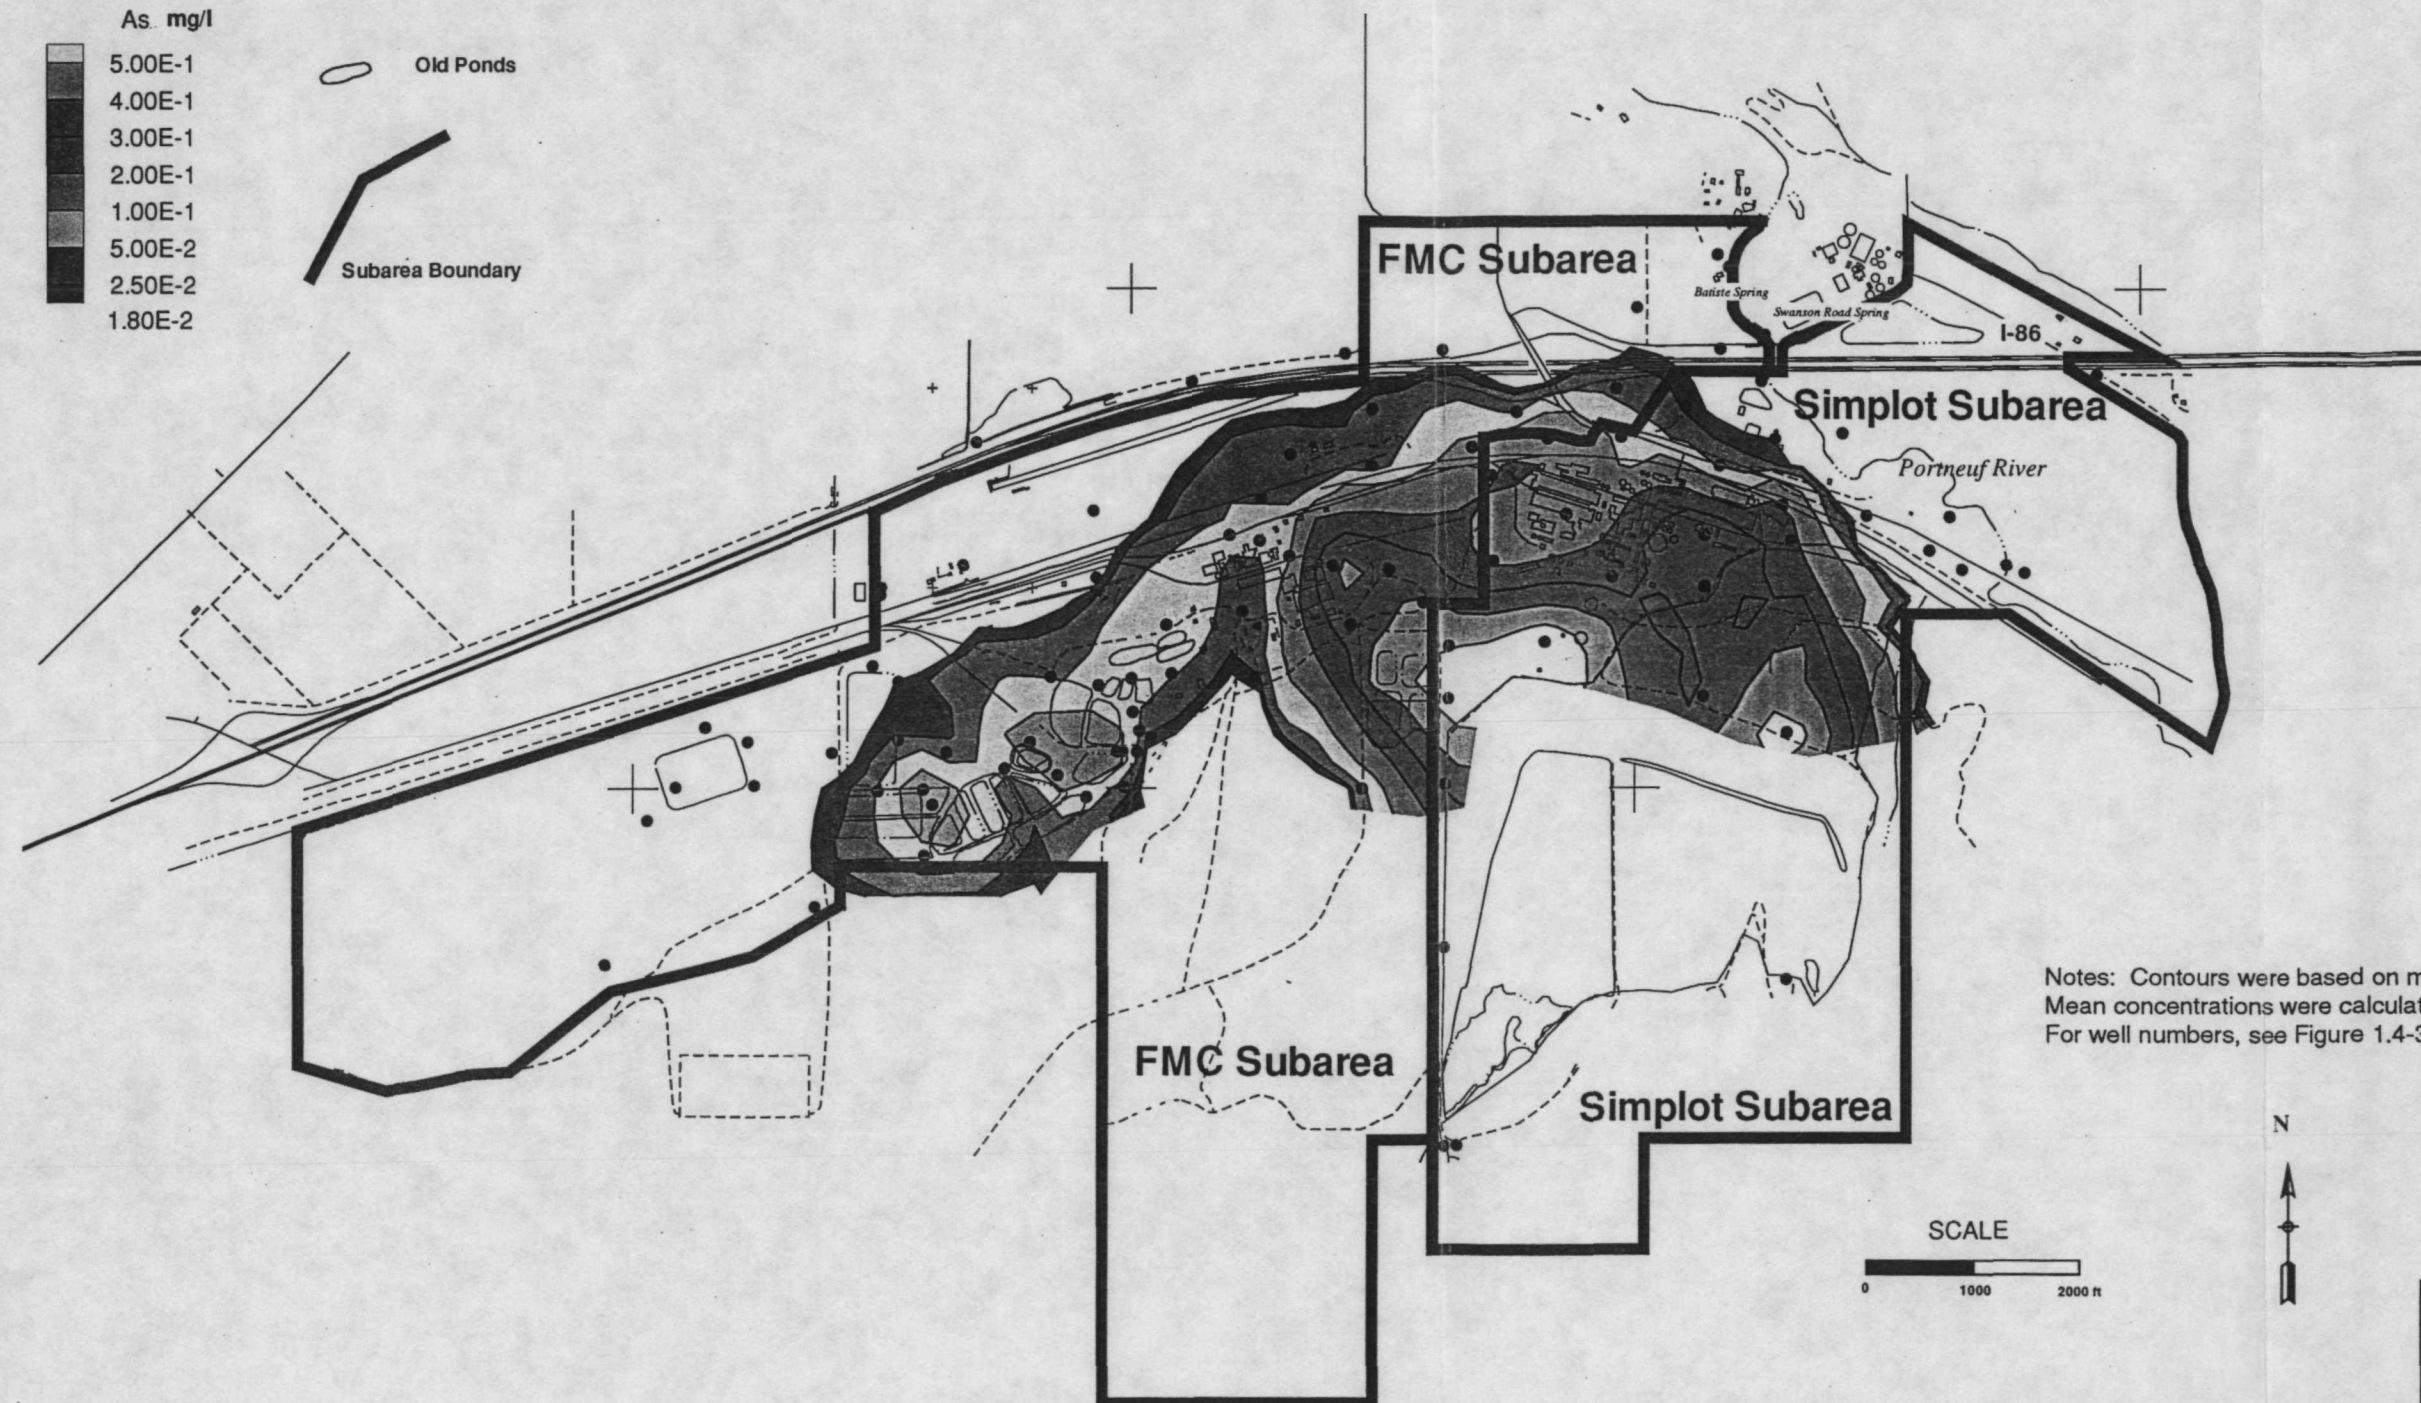 As mg/l
5.00E-1
4.00E-1
3.00E-1
2.00E-1
1.00E-1
5.00E-2
2.50E-2
1.80E-2
Old Ponds
Subarea Boundary
FMC Subarea
Batiste Spring
Swanson Road Spring
I-86
Simplot Subarea
Portneuf River
Notes: Contours were based on m
Mean concentrations were calculat
For well numbers, see Figure 1.4-3
FMC Subarea
Simplot Subarea
N
SCALE
0 1000 2000 ft